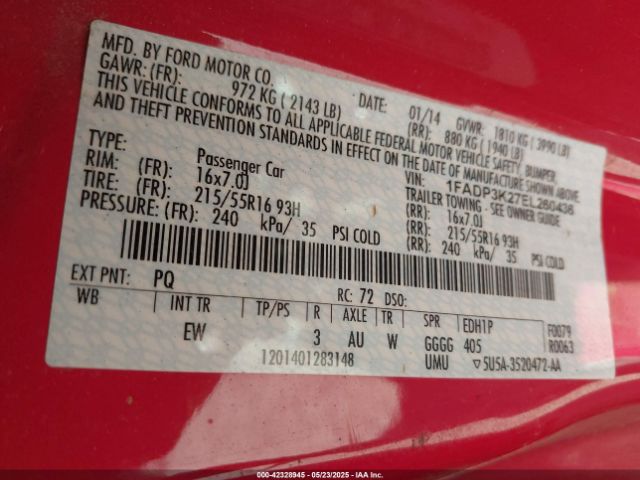 MFD. BY FORD MOTOR CO. DATE: 01/14 GVWR: 1810 KG ( 3990 LB)
GAWR: (FR): 972 KG ( 2143 LB) (RR): 880 KG ( 1940 LB)
THIS VEHICLE CONFORMS TO ALL APPLICABLE FEDERAL MOTOR VEHICLE SAFETY, BUMPER,
AND THEFT PREVENTION STANDARDS IN EFFECT ON THE DATE OF MANUFACTURE SHOWN ABOVE.
VIN: 1FADP3K27EL280436
Passenger Car TRAILER TOWING - SEE OWNER GUIDE
RIM: (FR): 16x7.0J (RR): 16x7.0J
TIRE: (FR): 215/55R16 93H (RR): 215/55R16 93H
PRESSURE: (FR): 240 kPa/ 35 PSI COLD (RR): 240 kPa/ 35 PSI COLD
EXT PNT: PQ RC: 72 DSO:
WB INT TR TP/PS R AXLE TR SPR EDH1P F0079
EW 3 AU W GGGG 405 R0063
1201401283148 UMU 5U5A-3520472-AA
000-42328945 - 05/23/2025 - IAA Inc.